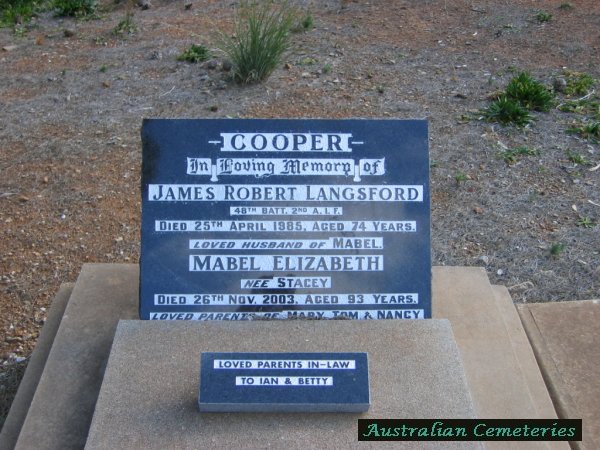 -COOPER-
In Loving Memory of
JAMES ROBERT LANGSFORD
48TH BATT. 2ND A.I.F.
DIED 25TH APRIL 1985, AGED 74 YEARS.
LOVED HUSBAND OF MABEL.
MABEL ELIZABETH
NEE STACEY
DIED 26TH NOV. 2003, AGED 93 YEARS.
LOVED PARENTS OF MARY, TOM & NANCY
LOVED PARENTS IN-LAW
TO IAN & BETTY
Australian Cemeteries